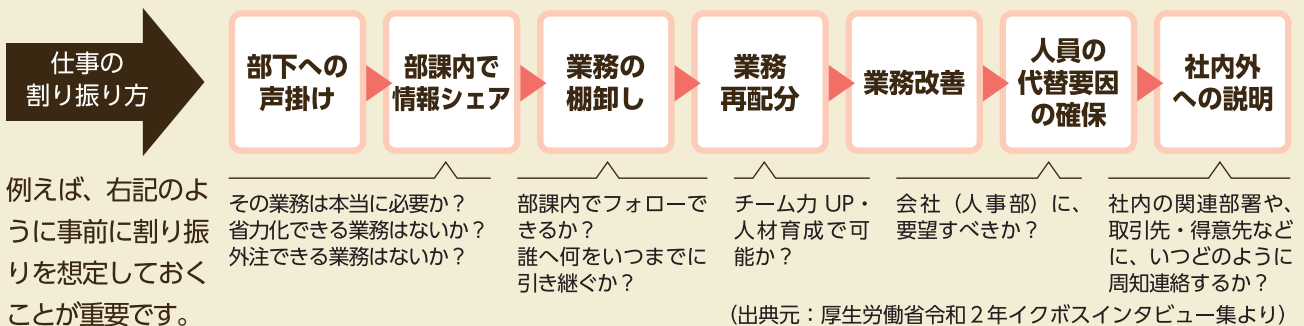 仕事の
割り振り方
例えば、右記のよ
うに事前に割り振
りを想定しておく
ことが重要です。
部下への
声掛け
部課内で
情報シェア
業務の
棚卸し
業務
再配分
業務改善
人員の
代替要因
の確保
社内外
への説明
その業務は本当に必要か？
省力化できる業務はないか？
外注できる業務はないか？
部課内でフォローで
きるか？
誰へ何をいつまでに
引き継ぐか？
チーム力 UP・
人材育成で可
能か？
会社（人事部）に、
要望すべきか？
社内の関連部署や、
取引先・得意先など
に、いつどのように
周知連絡するか？
（出典元：厚生労働省令和２年イクボスインタビュー集より）